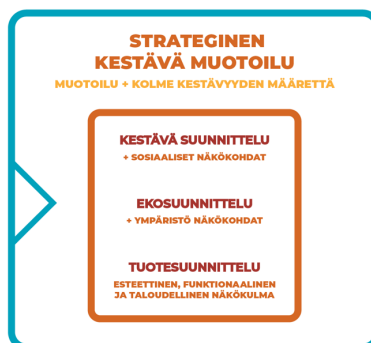 STRATEGINEN
KESTÄVÄ MUOTOILU
MUOTOILU + KOLME KESTÄVYYDEN MÄÄRETTÄ
KESTÄVÄ SUUNNITTELU
+ SOSIAALISET NÄKÖKOHDAT
EKOSUUNNITTELU
+ YMPÄRISTÖ NÄKÖKOHDAT
TUOTESUUNNITTELU
ESTEETTINEN, FUNKTIONAALINEN
JA TALOUDELLINEN NÄKÖKULMA